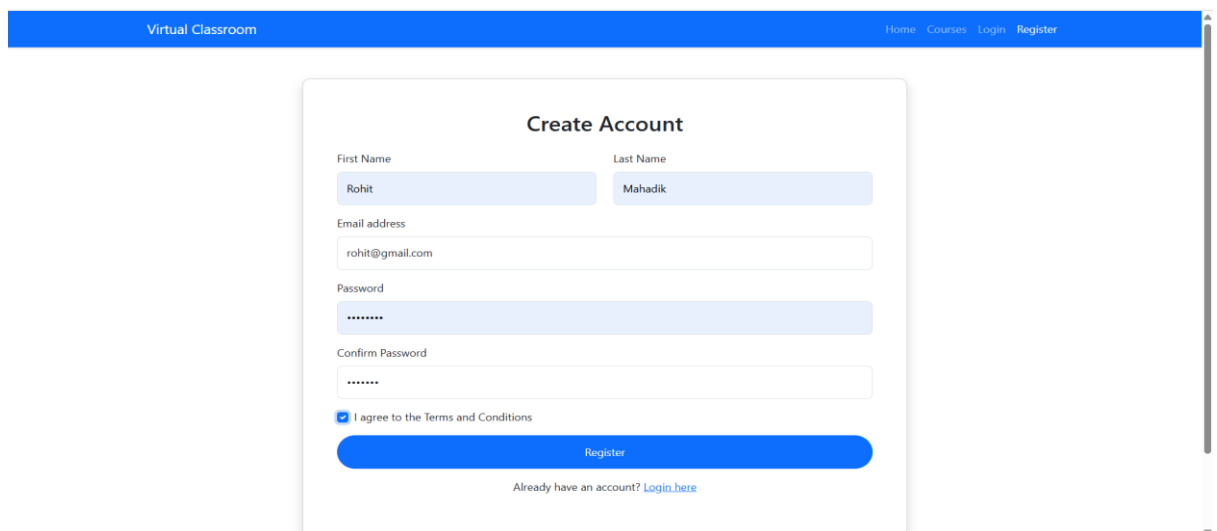 Virtual Classroom Home Courses Login Register
Create Account
First Name Last Name
Rohit Mahadik
Email address
rohit@gmail.com
Password
••••••••
Confirm Password
•••••••
I agree to the Terms and Conditions
Register
Already have an account? Login here